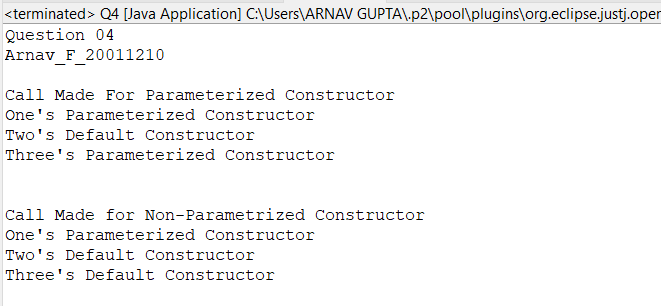 <terminated> Q4 [Java Application] C:\Users\ARNAV GUPTA\.p2\pool\plugins\org.eclipse.justj.oper
Question 04
Arnav_F_20011210
Call Made For Parameterized Constructor
One's Parameterized Constructor
Two's Default Constructor
Three's Parameterized Constructor
Call Made for Non-Parametrized Constructor
One's Parameterized Constructor
Two's Default Constructor
Three's Default Constructor